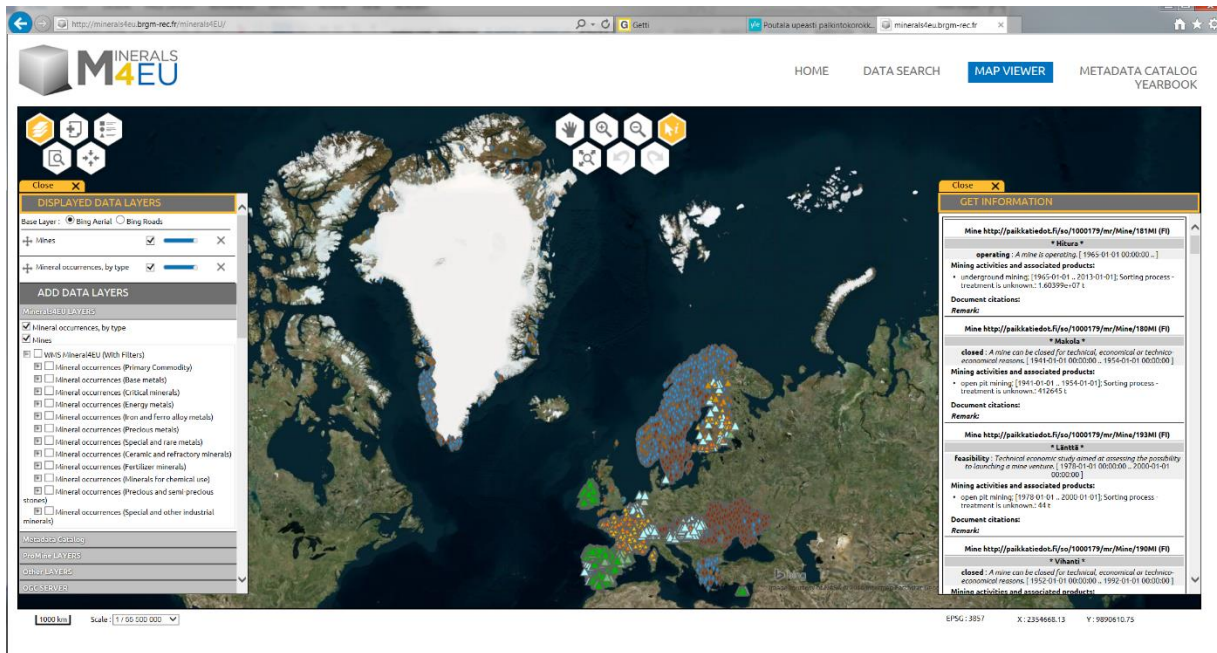 http://minerals4eu.brgm-rec.fr/minerals4EU/
Getti
Poutala upeasti palkintokorokk...
minerals4eu.brgm-rec.fr
MINERALS
4EU
HOME
DATA SEARCH
MAP VIEWER
METADATA CATALOG
YEARBOOK
Close X
DISPLAYED DATA LAYERS
Base Layer : Bing Aerial Bing Roads
Mines
Mineral occurrences, by type
ADD DATA LAYERS
Minerals4EU LAYERS
Mineral occurrences, by type
Mines
WMS Mineral4EU (With Filters)
Mineral occurrences (Primary Commodity)
Mineral occurrences (Base metals)
Mineral occurrences (Critical minerals)
Mineral occurrences (Energy metals)
Mineral occurrences (Iron and ferro alloy metals)
Mineral occurrences (Precious metals)
Mineral occurrences (Special and rare metals)
Mineral occurrences (Ceramic and refractory minerals)
Mineral occurrences (Fertilizer minerals)
Mineral occurrences (Minerals for chemical use)
Mineral occurrences (Precious and semi-precious
stones)
Mineral occurrences (Special and other industrial
minerals)
Metadata Catalog
ProMine LAYERS
Other LAYERS
OGC SERVER
bing
Close X
GET INFORMATION
Mine http://paikkatiedot.fi/so/1000179/mr/Mine/181MI (FI)
* Hitura *
operating : A mine is operating. [ 1965-01-01 00:00:00 .. ]
Mining activities and associated products:
• underground mining; [1965-01-01 .. 2013-01-01]; Sorting process -
treatment is unknown.: 1.60399e+07 t
Document citations:
Remark:
Mine http://paikkatiedot.fi/so/1000179/mr/Mine/180MI (FI)
* Makola *
closed : A mine can be closed for technical, economical or technico-
economical reasons. [ 1941-01-01 00:00:00 .. 1954-01-01 00:00:00 ]
Mining activities and associated products:
• open pit mining; [1941-01-01 .. 1954-01-01]; Sorting process -
treatment is unknown.: 412645 t
Document citations:
Remark:
Mine http://paikkatiedot.fi/so/1000179/mr/Mine/193MI (FI)
* Länttä *
feasibility : Technical economic study aimed at assessing the possibility
to launching a mine venture. [ 1978-01-01 00:00:00 .. 2000-01-01
00:00:00 ]
Mining activities and associated products:
• open pit mining; [1978-01-01 .. 2000-01-01]; Sorting process -
treatment is unknown.: 44 t
Document citations:
Remark:
Mine http://paikkatiedot.fi/so/1000179/mr/Mine/190MI (FI)
* Vihanti *
closed : A mine can be closed for technical, economical or technico-
economical reasons. [ 1952-01-01 00:00:00 .. 1992-01-01 00:00:00 ]
Mining activities and associated products:
1000 km
Scale : 1 / 55 500 000
EPSG : 3857
X : 2354668.13
Y : 9890610.75